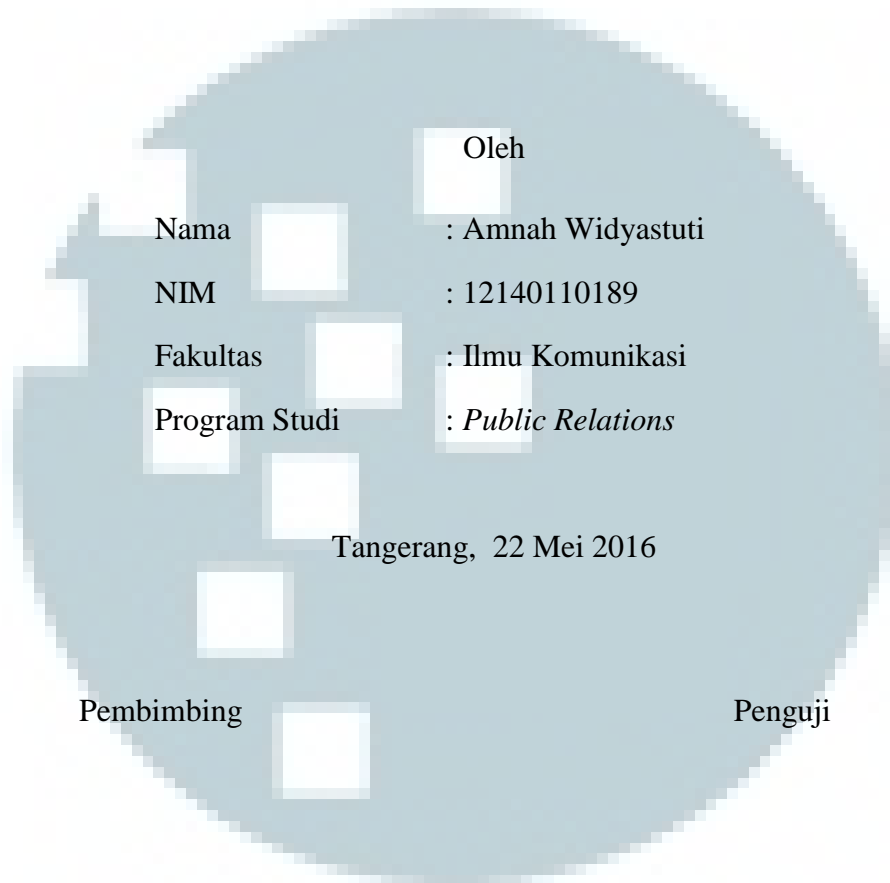 Oleh
Nama : Amnah Widyastuti
NIM : 12140110189
Fakultas : Ilmu Komunikasi
Program Studi : Public Relations
Tangerang, 22 Mei 2016
Pembimbing Penguji